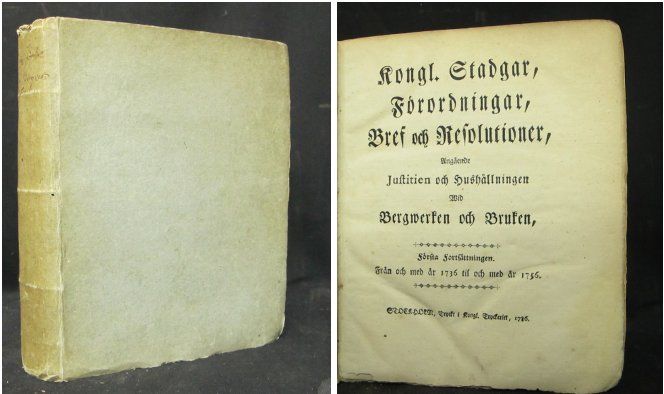 Kongl. Stadgar,
Förordningar,
Bref och Resolutioner,
Angående
Justitien och Hushållningen
Wid
Bergwerken och Bruken,
Första Fortsättningen.
Från och med år 1736 til och med år 1756.
STOCKHOLM, Tryckt i Kongl. Tryckeriet, 1786.